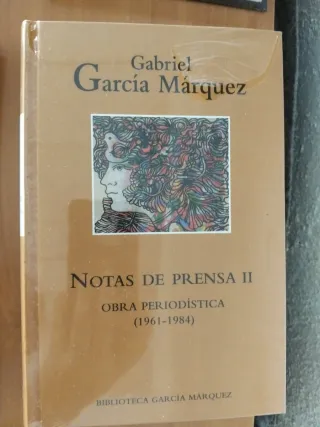 Gabriel
García Márquez
NOTAS DE PRENSA II
OBRA PERIODÍSTICA
(1961-1984)
BIBLIOTECA GARCÍA MÁRQUEZ